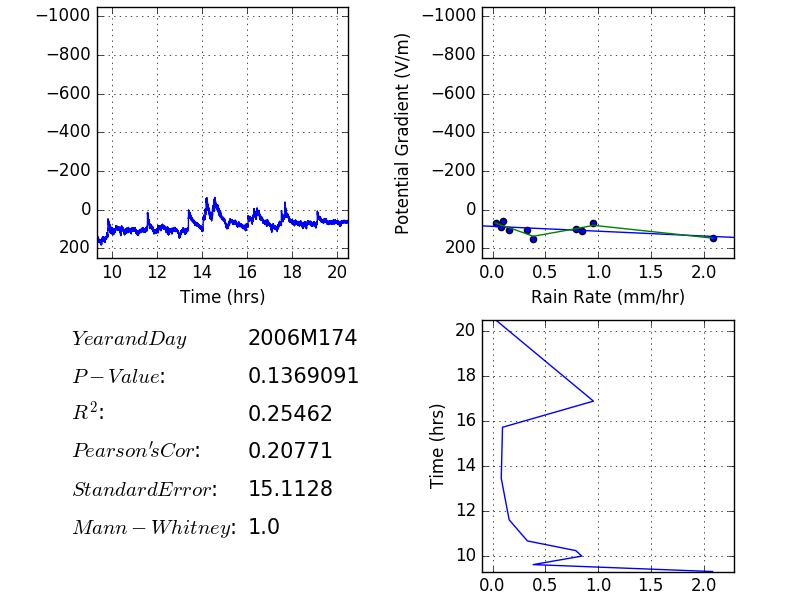 −1000
−800
−600
−400
−200
0
200
10 12 14 16 18 20
Time (hrs)
Potential Gradient (V/m)
−1000
−800
−600
−400
−200
0
200
0.0 0.5 1.0 1.5 2.0
Rain Rate (mm/hr)
YearandDay 2006M174
P − Value: 0.1369091
R²: 0.25462
Pearson′sCor: 0.20771
StandardError: 15.1128
Mann − Whitney: 1.0
Time (hrs)
20
18
16
14
12
10
0.0 0.5 1.0 1.5 2.0